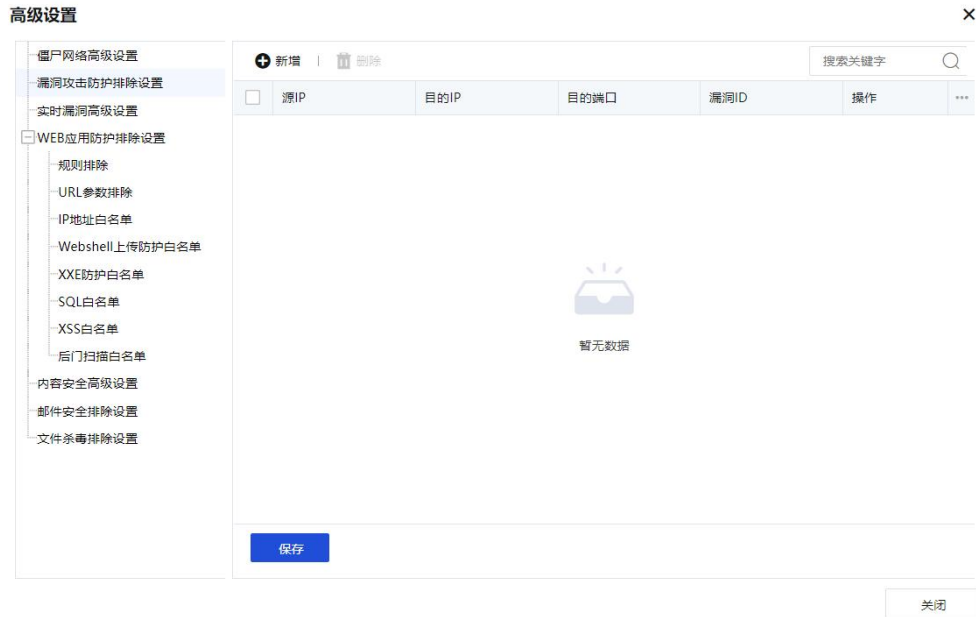 高级设置
僵尸网络高级设置
漏洞攻击防护排除设置
实时漏洞高级设置
WEB应用防护排除设置
规则排除
URL参数排除
IP地址白名单
Webshell上传防护白名单
XXE防护白名单
SQL白名单
XSS白名单
后门扫描白名单
内容安全高级设置
邮件安全排除设置
文件杀毒排除设置
新增 删除 搜索关键字
源IP 目的IP 目的端口 漏洞ID 操作
暂无数据
保存
关闭